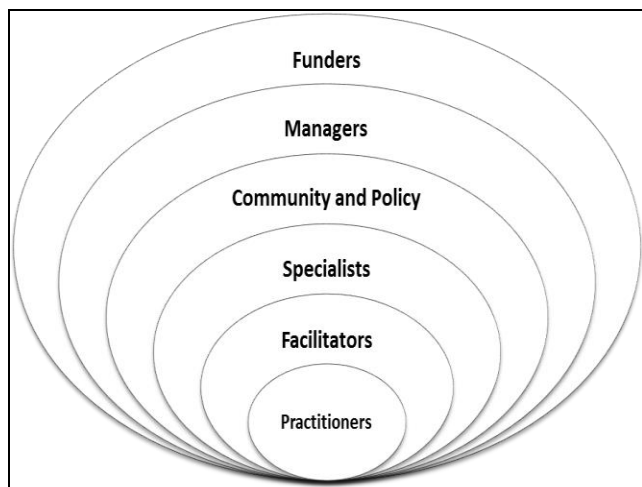 Funders
Managers
Community and Policy
Specialists
Facilitators
Practitioners